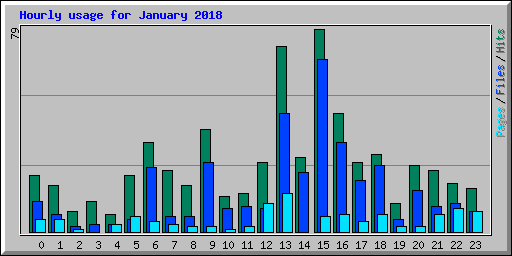 Hourly usage for January 2018
79
Pages / Files / Hits
0 1 2 3 4 5 6 7 8 9 10 11 12 13 14 15 16 17 18 19 20 21 22 23